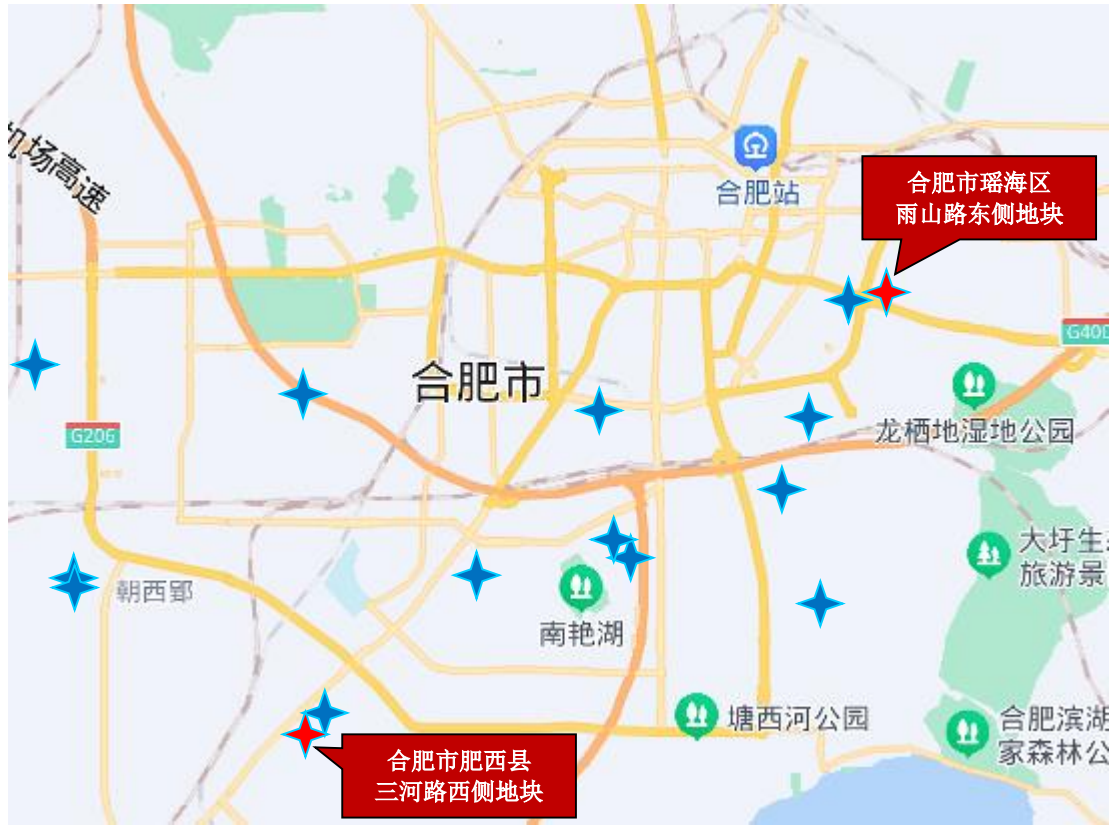 机场高速
合肥站
合肥市瑶海区
雨山路东侧地块
G40D
合肥市
龙栖地湿地公园
G206
大圩生
旅游景
朝西郢
南艳湖
塘西河公园
合肥滨湖
家森林公
合肥市肥西县
三河路西侧地块